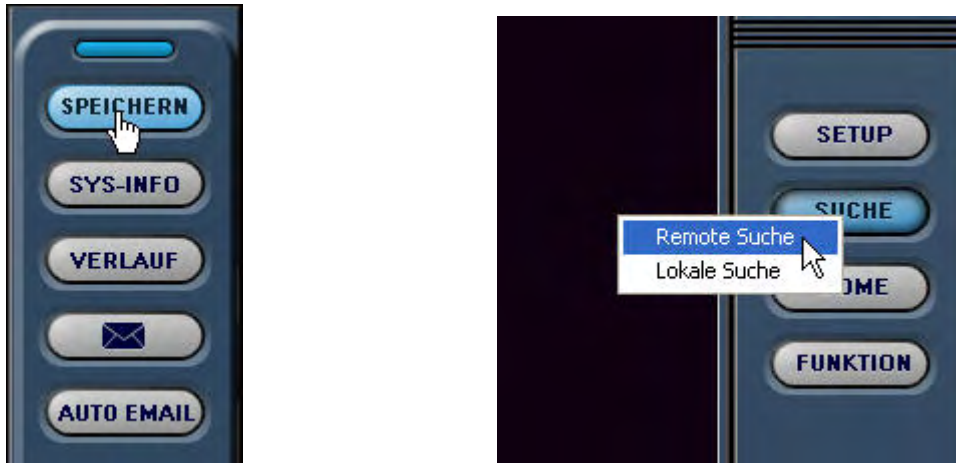 SPEICHERN
SYS-INFO
VERLAUF
AUTO EMAIL
SETUP
SUCHE
Remote Suche
Lokale Suche
FUNKTION